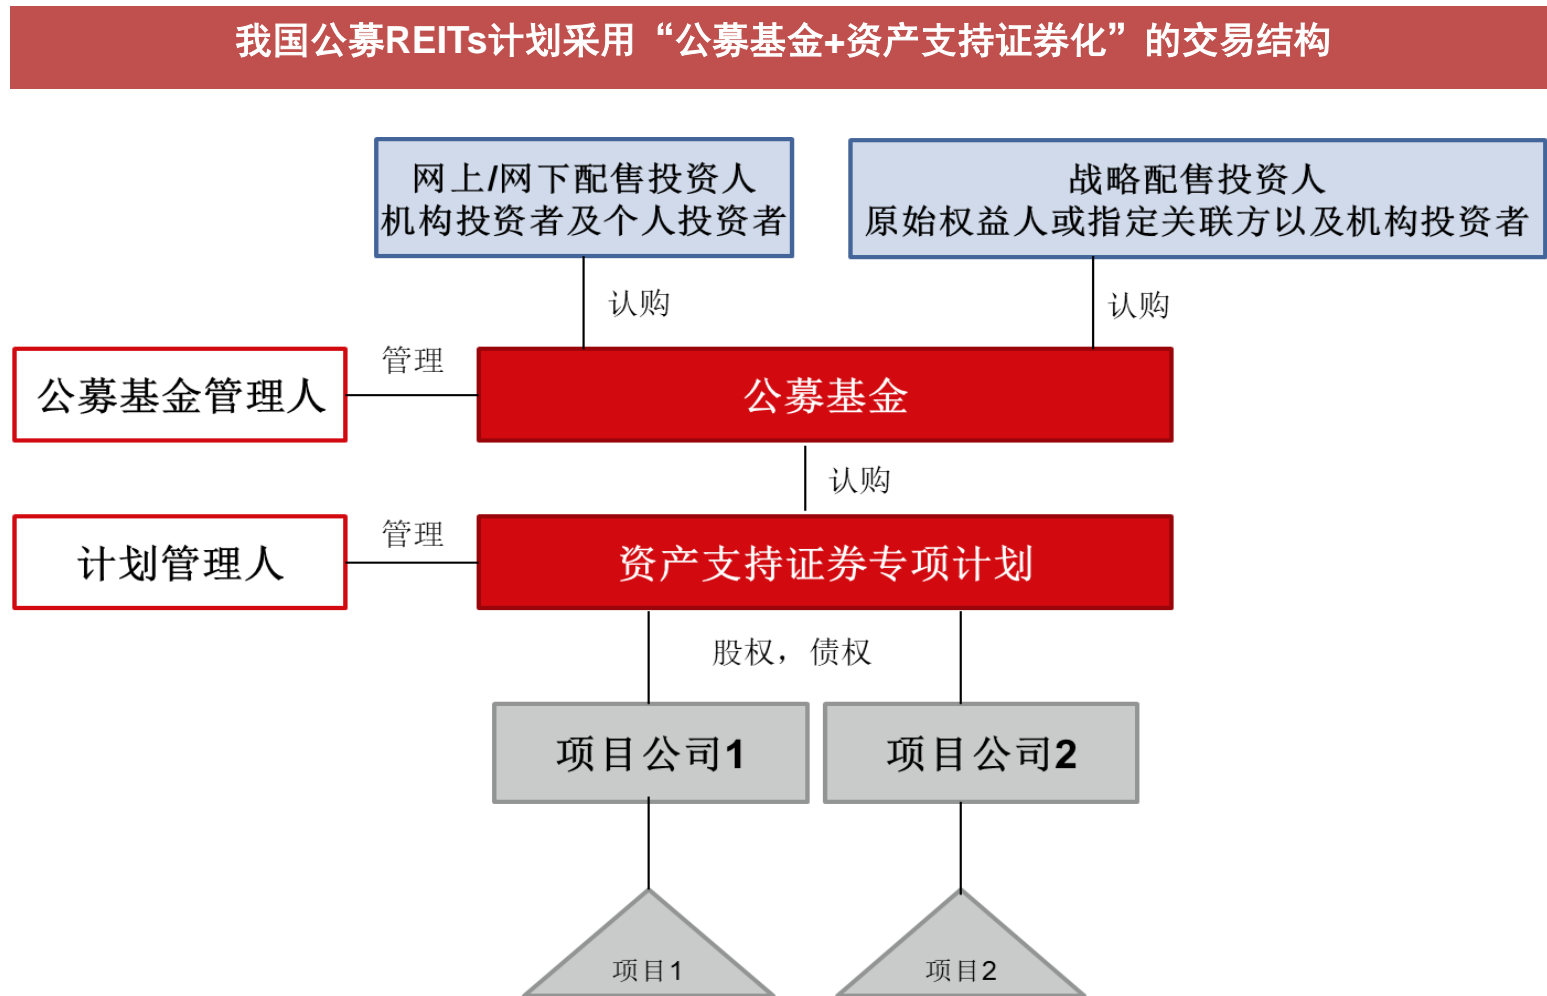 我国公募REITs计划采用“公募基金+资产支持证券化”的交易结构
网上/网下配售投资人
机构投资者及个人投资者
战略配售投资人
原始权益人或指定关联方以及机构投资者
认购
认购
公募基金管理人
管理
公募基金
认购
计划管理人
管理
资产支持证券专项计划
股权，债权
项目公司1
项目公司2
项目1
项目2